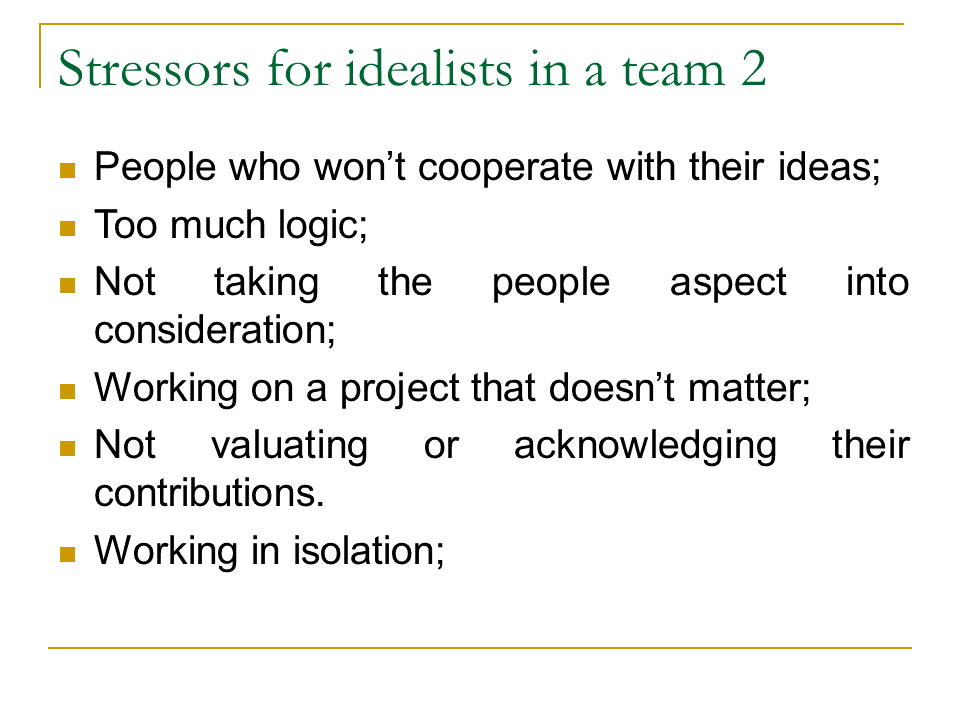 Stressors for idealists in a team 2
People who won’t cooperate with their ideas;
Too much logic;
Not taking the people aspect into
consideration;
Working on a project that doesn’t matter;
Not valuating or acknowledging their
contributions.
Working in isolation;